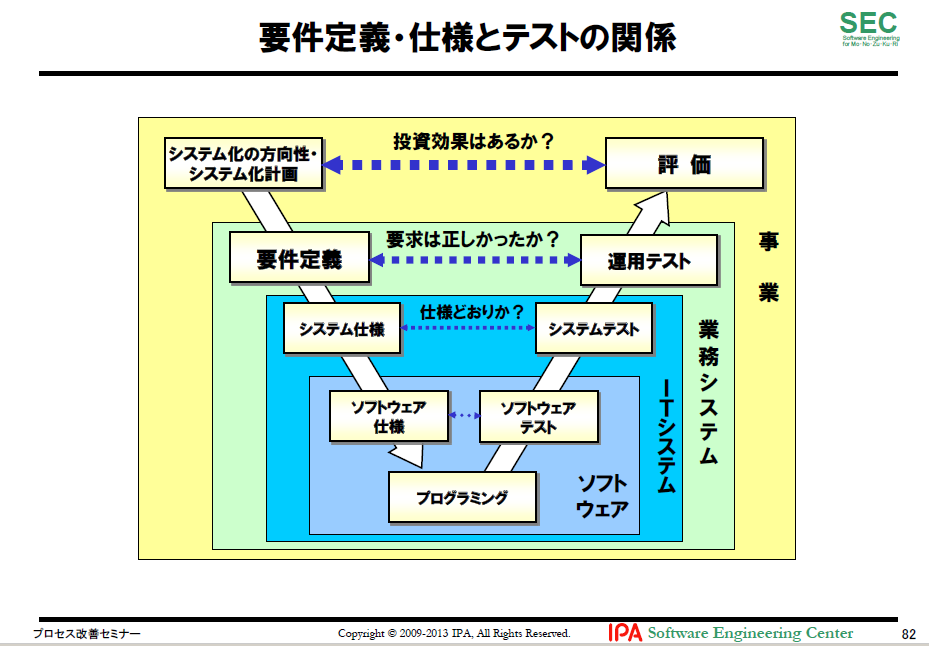 要件定義・仕様とテストの関係
SEC
Software Engineering
for Mo・No・Zu・Ku・Ri
投資効果はあるか？
システム化の方向性・
システム化計画
評 価
要求は正しかったか？
要件定義
運用テスト
事業
仕様どおりか？
システム仕様
システムテスト
業務システム
ITシステム
ソフトウェア
仕様
ソフトウェア
テスト
プログラミング
ソフト
ウェア
プロセス改善セミナー
Copyright © 2009-2013 IPA, All Rights Reserved.
IPA Software Engineering Center
82